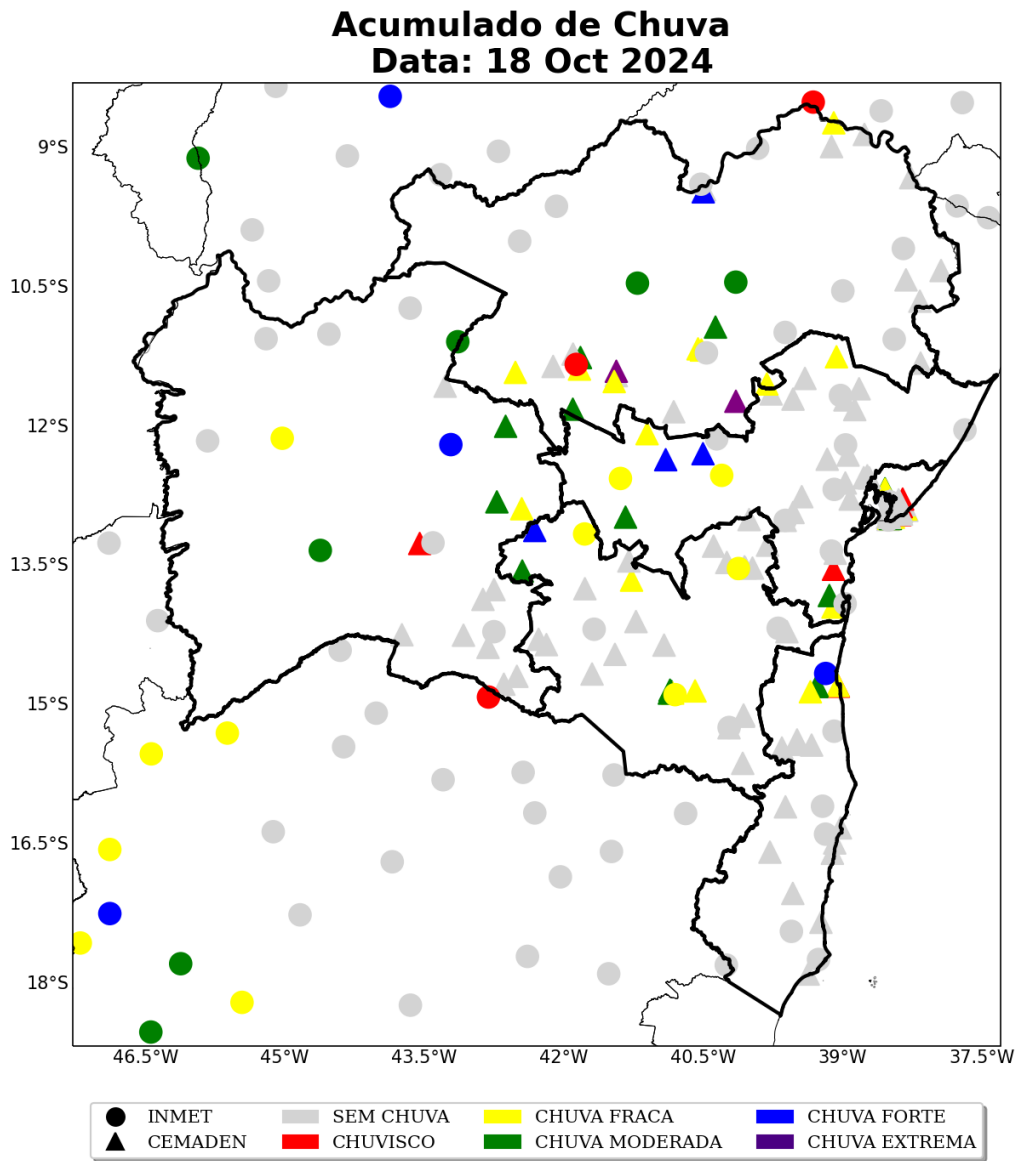 Acumulado de Chuva
Data: 18 Oct 2024
9°S
10.5°S
12°S
13.5°S
15°S
16.5°S
18°S
46.5°W 45°W 43.5°W 42°W 40.5°W 39°W 37.5°W
INMET SEM CHUVA CHUVA FRACA CHUVA FORTE
CEMADEN CHUVISCO CHUVA MODERADA CHUVA EXTREMA